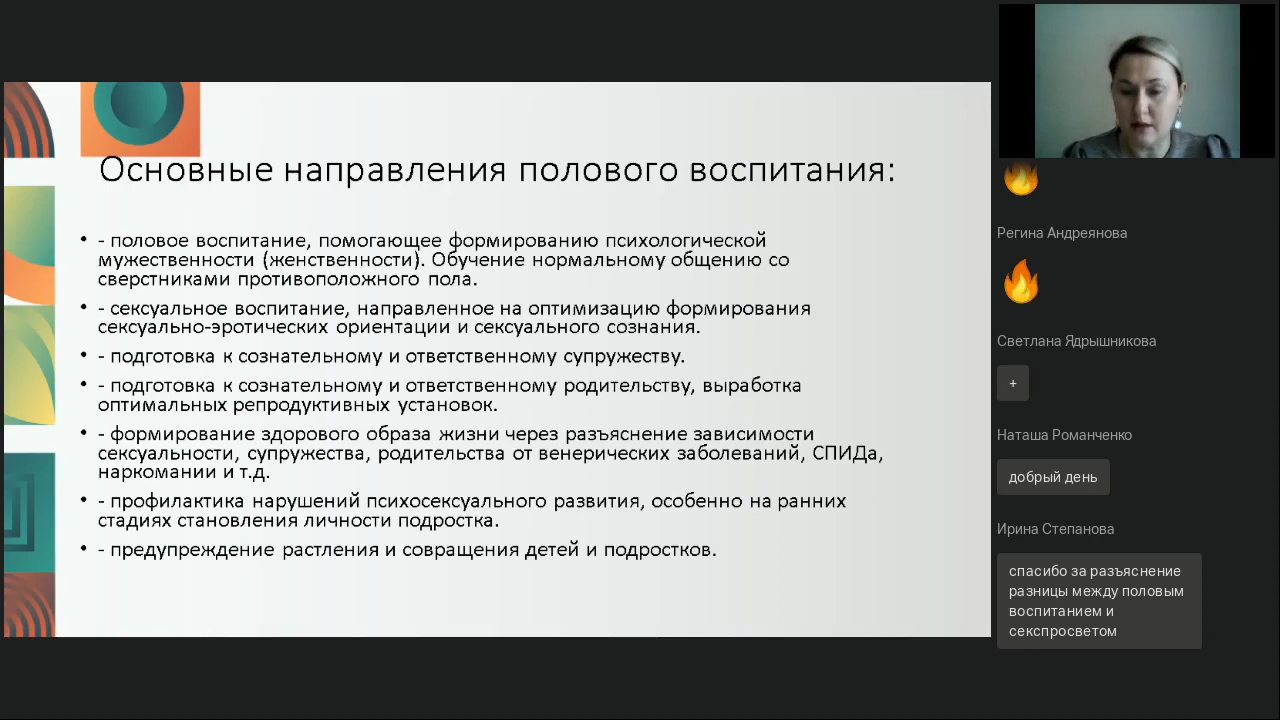 Основные направления полового воспитания:
• - половое воспитание, помогающее формированию психологической
мужественности (женственности). Обучение нормальному общению со
сверстниками противоположного пола.
• - сексуальное воспитание, направленное на оптимизацию формирования
сексуально-эротических ориентации и сексуального сознания.
• - подготовка к сознательному и ответственному супружеству.
• - подготовка к сознательному и ответственному родительству, выработка
оптимальных репродуктивных установок.
• - формирование здорового образа жизни через разъяснение зависимости
сексуальности, супружества, родительства от венерических заболеваний, СПИДа,
наркомании и т.д.
• - профилактика нарушений психосексуального развития, особенно на ранних
стадиях становления личности подростка.
• - предупреждение растления и совращения детей и подростков.
Регина Андреянова
Светлана Ядрышникова
+
Наташа Романченко
добрый день
Ирина Степанова
спасибо за разъяснение
разницы между половым
воспитанием и
секспросветом